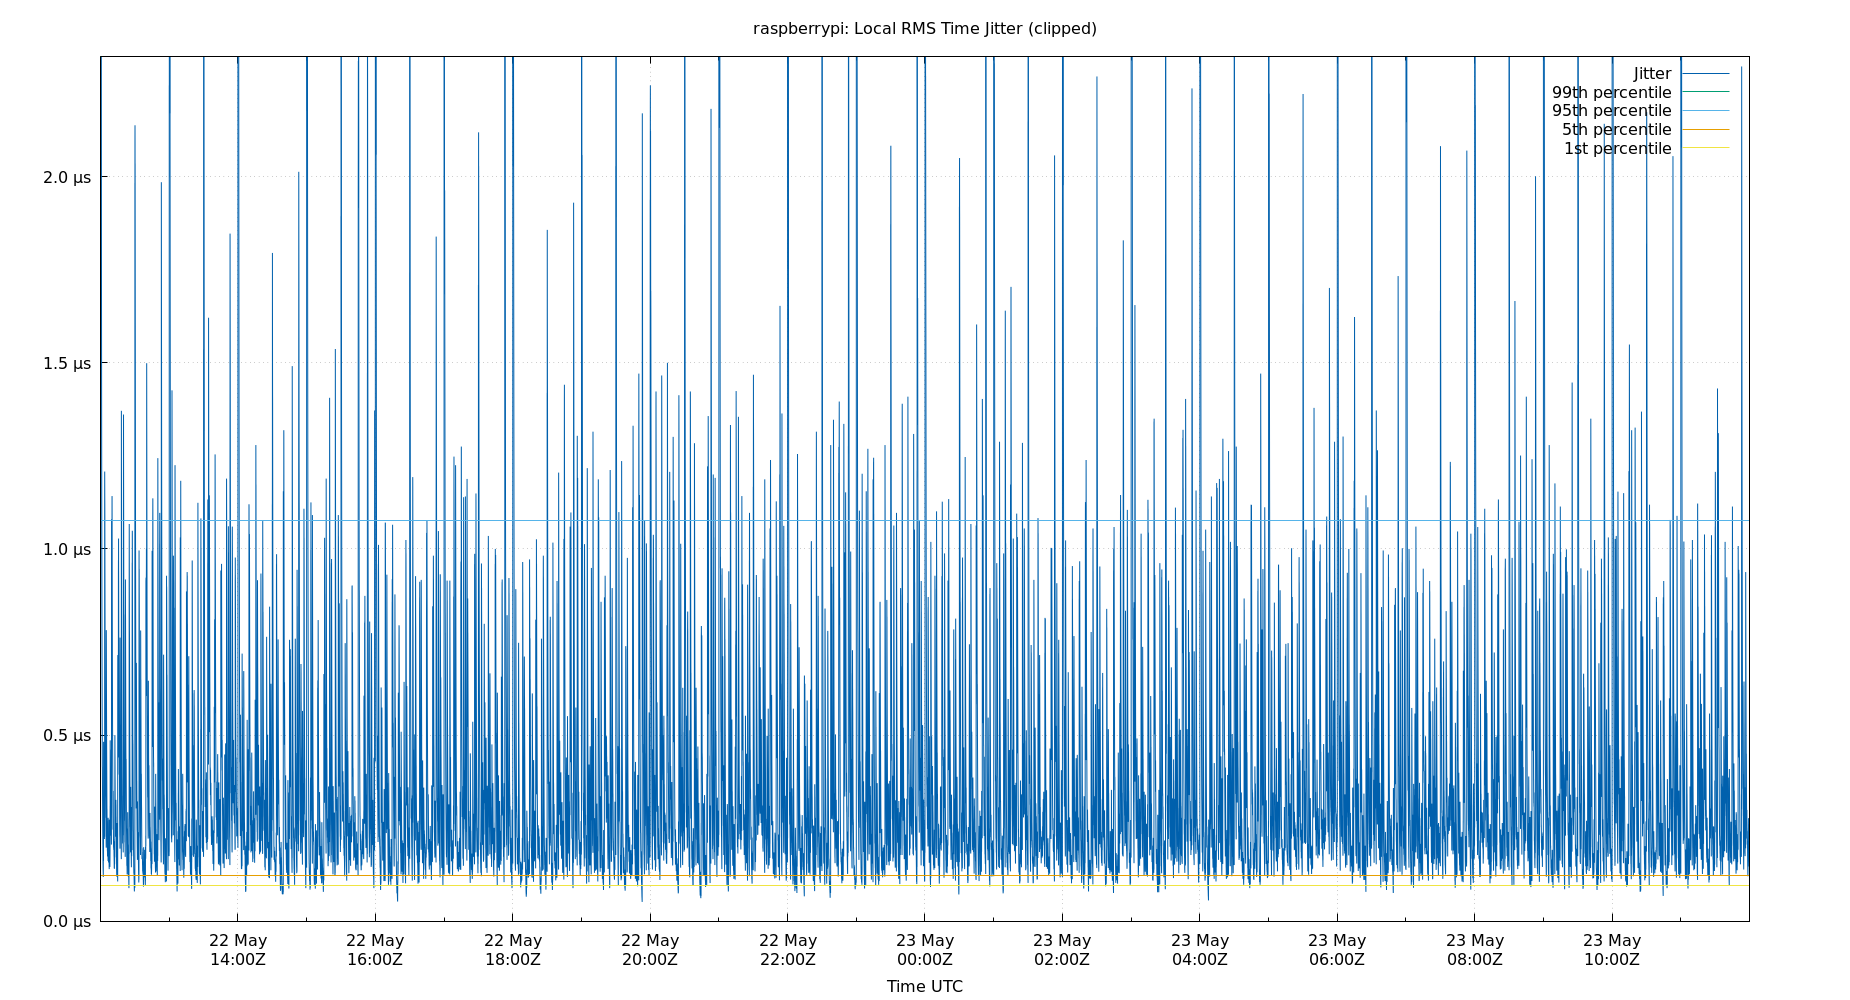 raspberrypi: Local RMS Time Jitter (clipped)
Jitter
99th percentile
95th percentile
5th percentile
1st percentile
2.0 µs
1.5 µs
1.0 µs
0.5 µs
0.0 µs
22 May 22 May 22 May 22 May 22 May 23 May 23 May 23 May 23 May 23 May 23 May
14:00Z 16:00Z 18:00Z 20:00Z 22:00Z 00:00Z 02:00Z 04:00Z 06:00Z 08:00Z 10:00Z
Time UTC